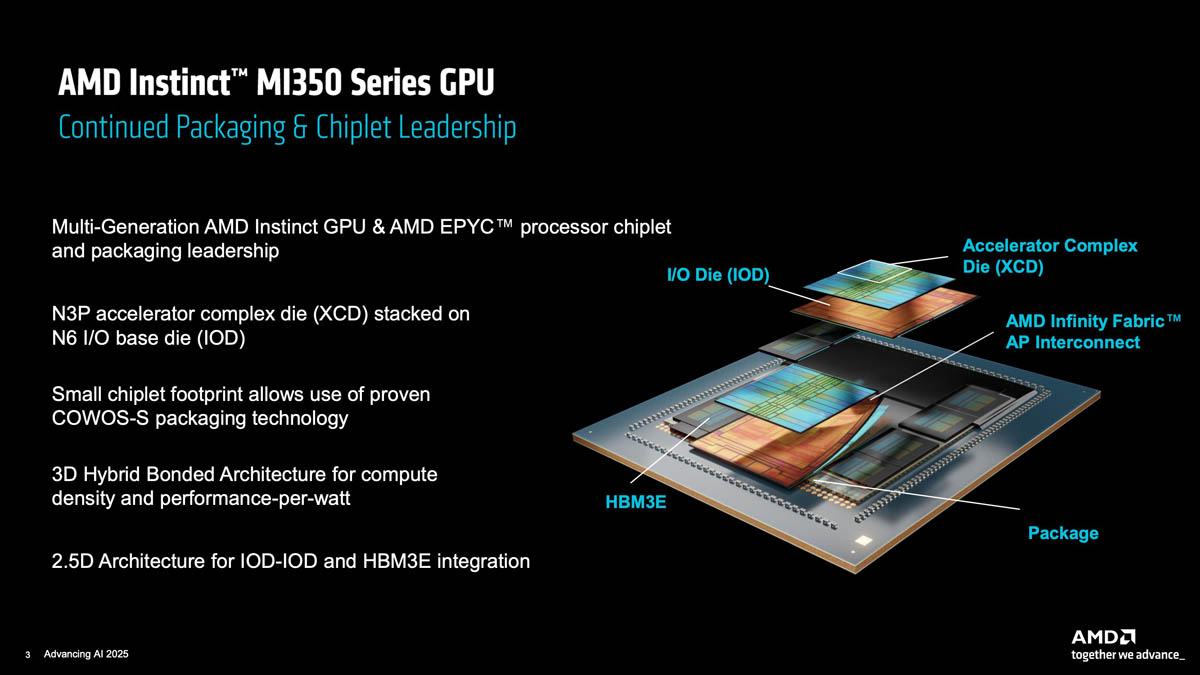 AMD Instinct™ MI350 Series GPU
Continued Packaging & Chiplet Leadership
Multi-Generation AMD Instinct GPU & AMD EPYC™ processor chiplet
and packaging leadership
N3P accelerator complex die (XCD) stacked on
N6 I/O base die (IOD)
Small chiplet footprint allows use of proven
COWOS-S packaging technology
3D Hybrid Bonded Architecture for compute
density and performance-per-watt
2.5D Architecture for IOD-IOD and HBM3E integration
I/O Die (IOD)
Accelerator Complex
Die (XCD)
AMD Infinity Fabric™
AP Interconnect
HBM3E
Package
3 Advancing AI 2025
AMD
together we advance_